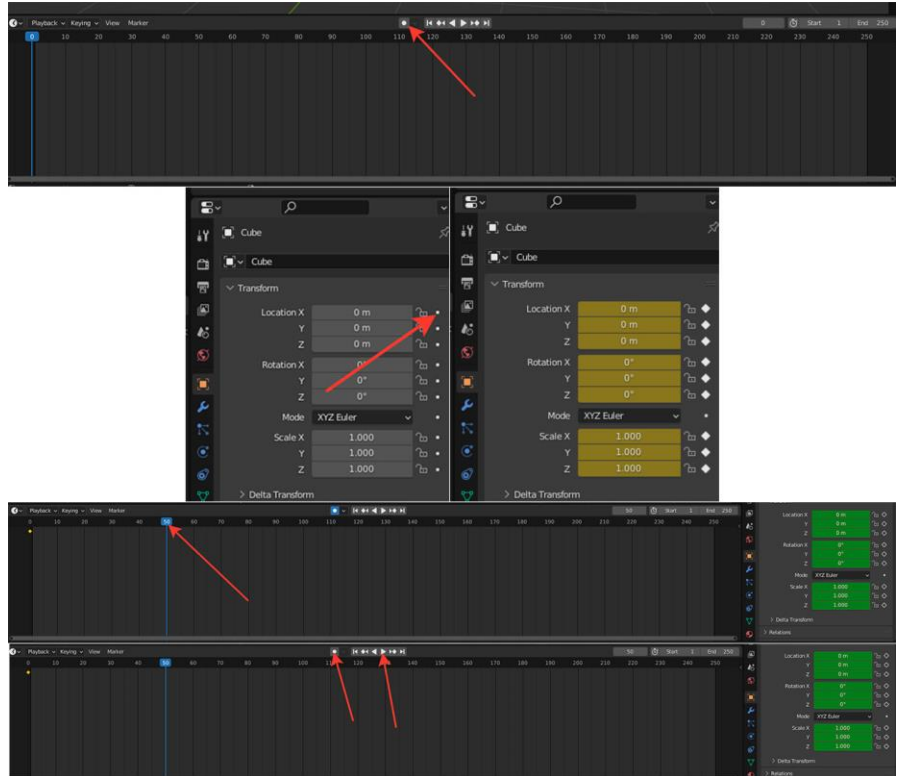 Playback Keying View Marker 0 Start 1 End 250
0 10 20 30 40 50 60 70 80 90 100 110 120 130 140 150 160 170 180 190 200 210 220 230 240 250
Cube
Cube
Transform
Location X 0 m
Y 0 m
Z 0 m
Rotation X 0°
Y 0°
Z 0°
Mode XYZ Euler
Scale X 1.000
Y 1.000
Z 1.000
Delta Transform
Cube
Cube
Transform
Location X 0 m
Y 0 m
Z 0 m
Rotation X 0°
Y 0°
Z 0°
Mode XYZ Euler
Scale X 1.000
Y 1.000
Z 1.000
Delta Transform
Playback Keying View Marker 50 Start 1 End 250
0 10 20 30 40 50 60 70 80 90 100 110 120 130 140 150 160 170 180 190 200 210 220 230 240 250
Location X 0 m
Y 0 m
Z 0 m
Rotation X 0°
Y 0°
Z 0°
Mode XYZ Euler
Scale X 1.000
Y 1.000
Z 1.000
Delta Transform
Relations
Playback Keying View Marker 50 Start 1 End 250
0 10 20 30 40 50 60 70 80 90 100 110 120 130 140 150 160 170 180 190 200 210 220 230 240 250
Location X 0 m
Y 0 m
Z 0 m
Rotation X 0°
Y 0°
Z 0°
Mode XYZ Euler
Scale X 1.000
Y 1.000
Z 1.000
Delta Transform
Relations